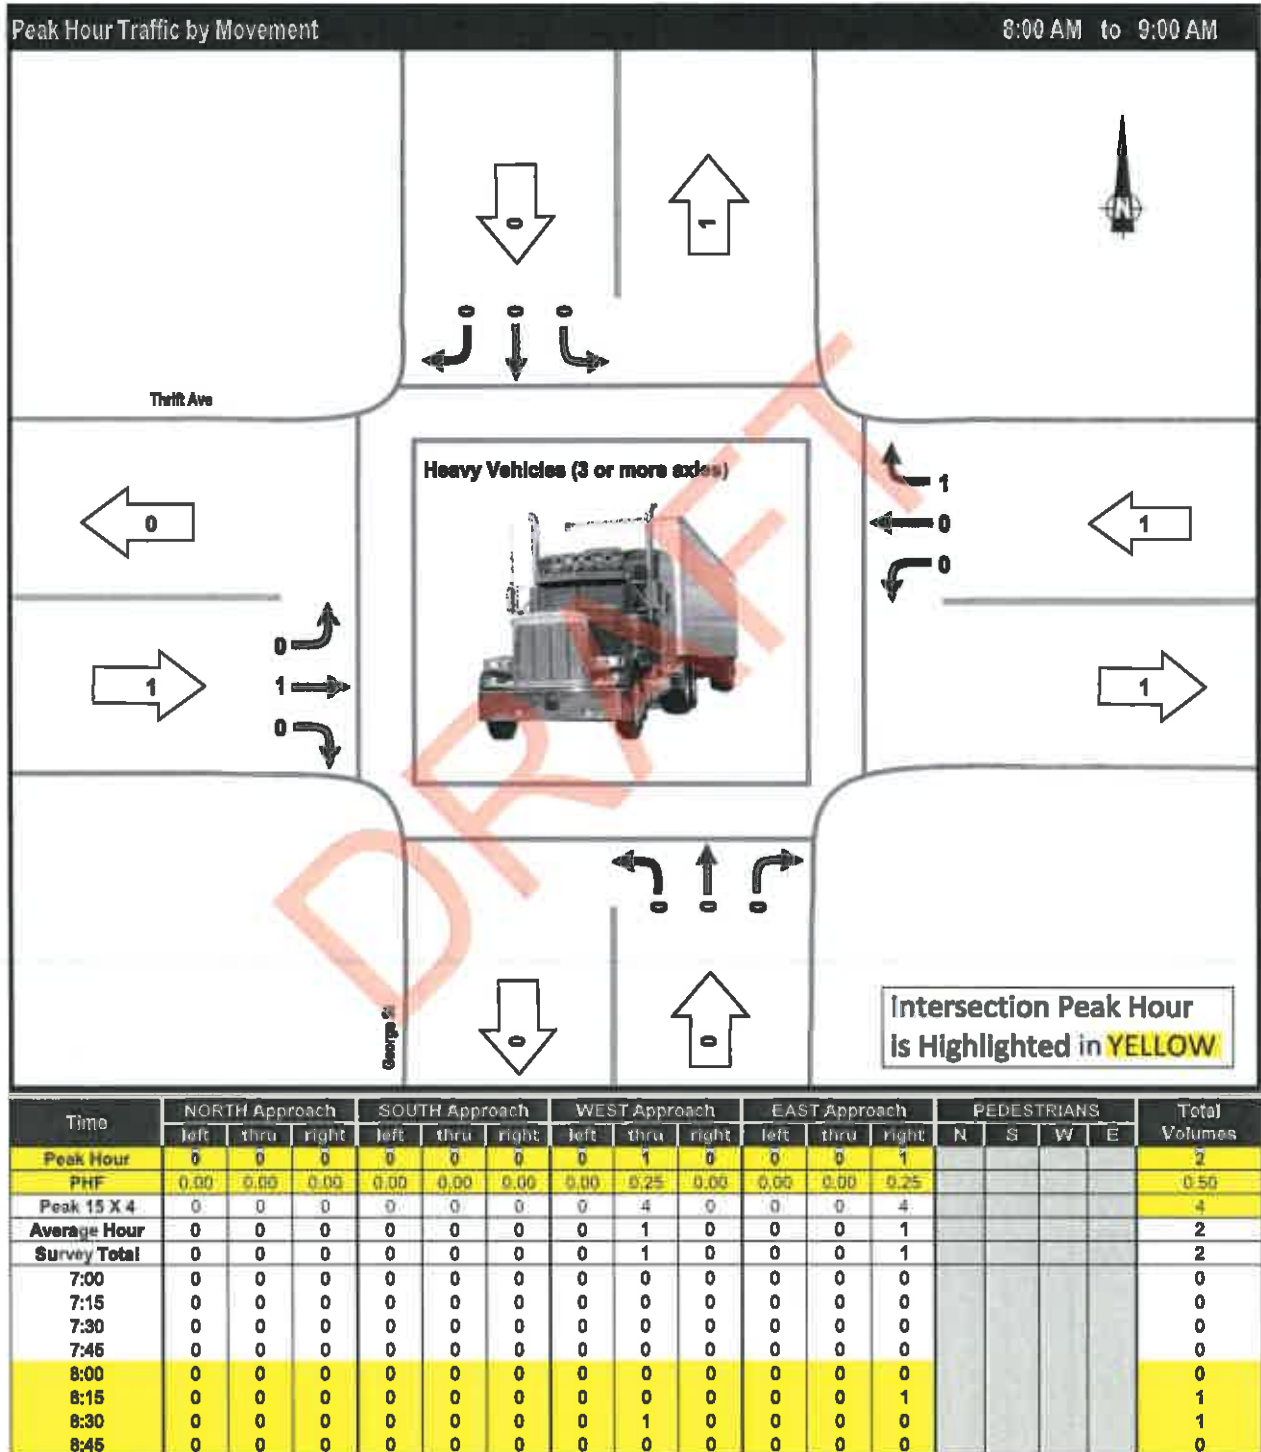 Peak Hour Traffic by Movement 8:00 AM to 9:00 AM
0 1
0 0 0
Thrift Ave
Heavy Vehicles (3 or more axles)
1
0 0 1
0
0
1 1 1
0
0 0 0
George St
0 0
Intersection Peak Hour
is Highlighted in YELLOW
N
DRAFT
Time NORTH Approach SOUTH Approach WEST Approach EAST Approach PEDESTRIANS Total
left thru right left thru right left thru right left thru right N S W E Volumes
Peak Hour 0 0 0 0 0 0 0 1 0 0 0 1 2
PHF 0.00 0.00 0.00 0.00 0.00 0.00 0.00 0.25 0.00 0.00 0.00 0.25 0.50
Peak 15 X 4 0 0 0 0 0 0 0 4 0 0 0 4 4
Average Hour 0 0 0 0 0 0 0 1 0 0 0 1 2
Survey Total 0 0 0 0 0 0 0 1 0 0 0 1 2
7:00 0 0 0 0 0 0 0 0 0 0 0 0 0
7:15 0 0 0 0 0 0 0 0 0 0 0 0 0
7:30 0 0 0 0 0 0 0 0 0 0 0 0 0
7:45 0 0 0 0 0 0 0 0 0 0 0 0 0
8:00 0 0 0 0 0 0 0 0 0 0 0 0 0
8:15 0 0 0 0 0 0 0 0 0 0 0 1 1
8:30 0 0 0 0 0 0 0 1 0 0 0 0 1
8:45 0 0 0 0 0 0 0 0 0 0 0 0 0